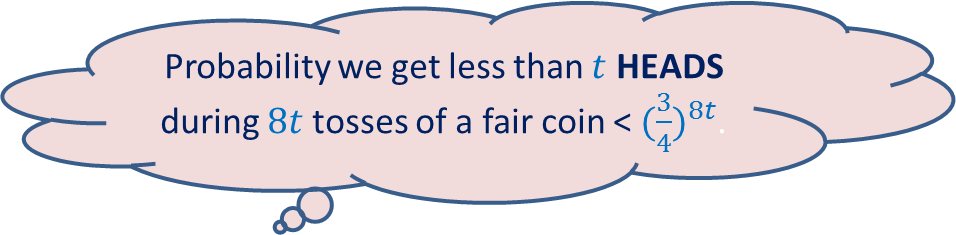 Probability we get less than t HEADS
during 8t tosses of a fair coin < (3/4)^8t.